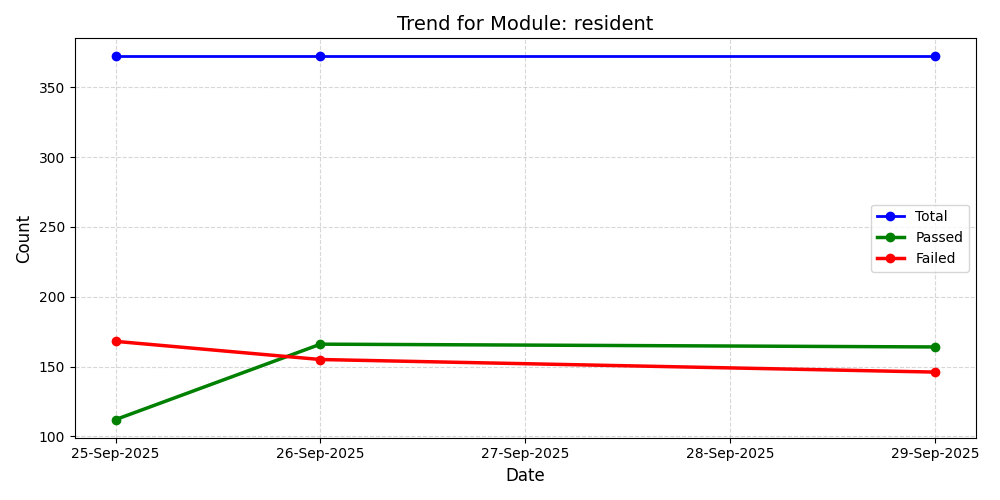 Trend for Module: resident
Count
350
300
250
200
150
100
Total
Passed
Failed
25-Sep-2025 26-Sep-2025 27-Sep-2025 28-Sep-2025 29-Sep-2025
Date